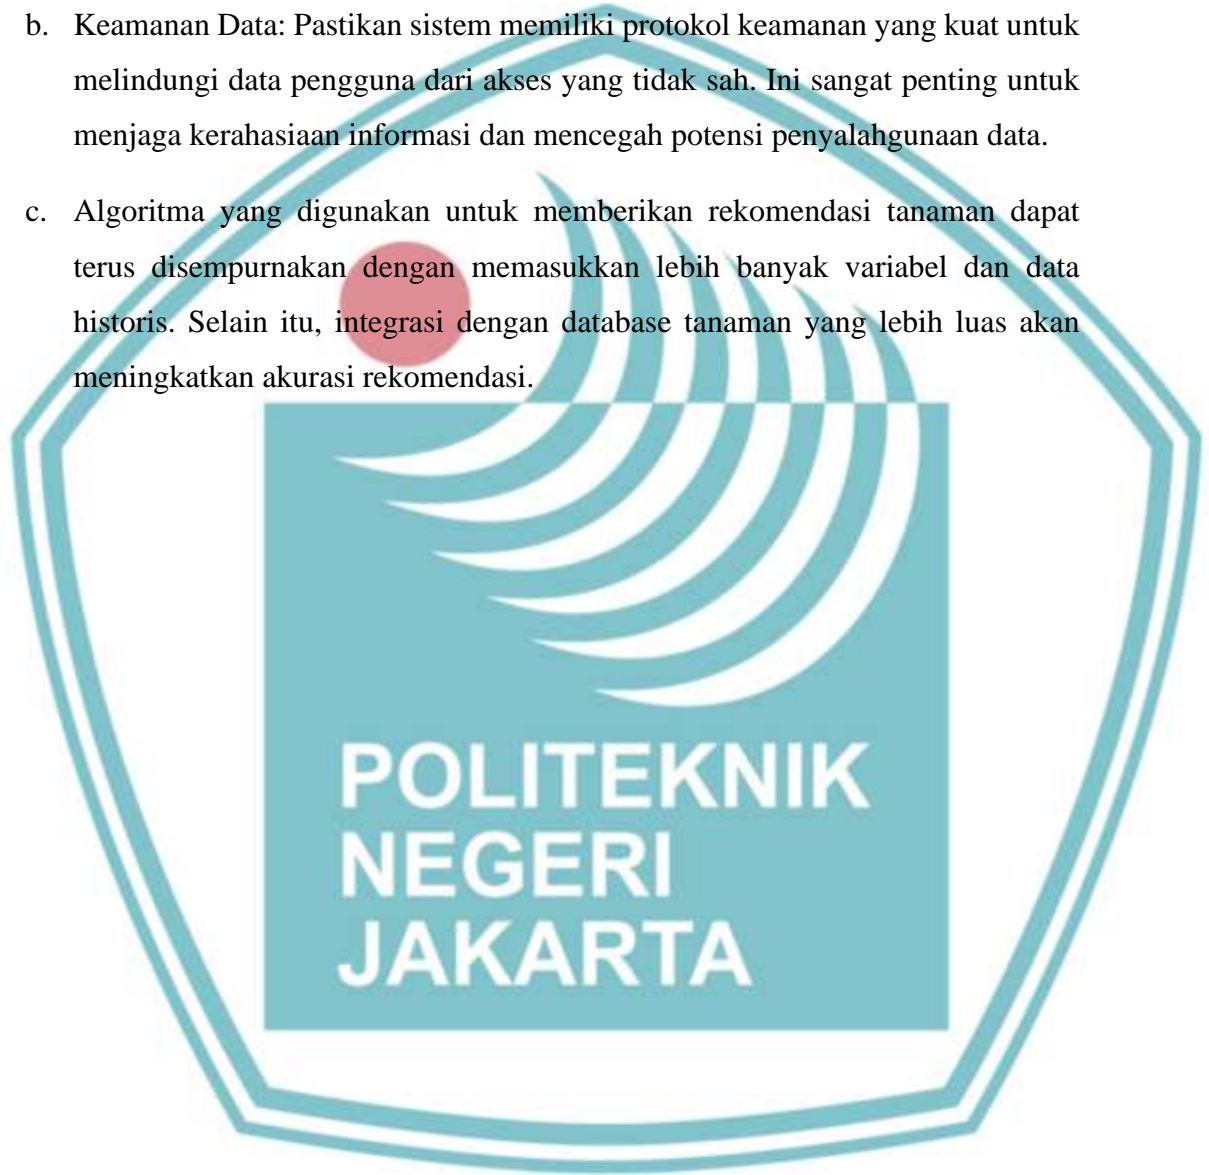 b. Keamanan Data: Pastikan sistem memiliki protokol keamanan yang kuat untuk
melindungi data pengguna dari akses yang tidak sah. Ini sangat penting untuk
menjaga kerahasiaan informasi dan mencegah potensi penyalahgunaan data.
c. Algoritma yang digunakan untuk memberikan rekomendasi tanaman dapat
terus disempurnakan dengan memasukkan lebih banyak variabel dan data
historis. Selain itu, integrasi dengan database tanaman yang lebih luas akan
meningkatkan akurasi rekomendasi.
POLITEKNIK
NEGERI
JAKARTA